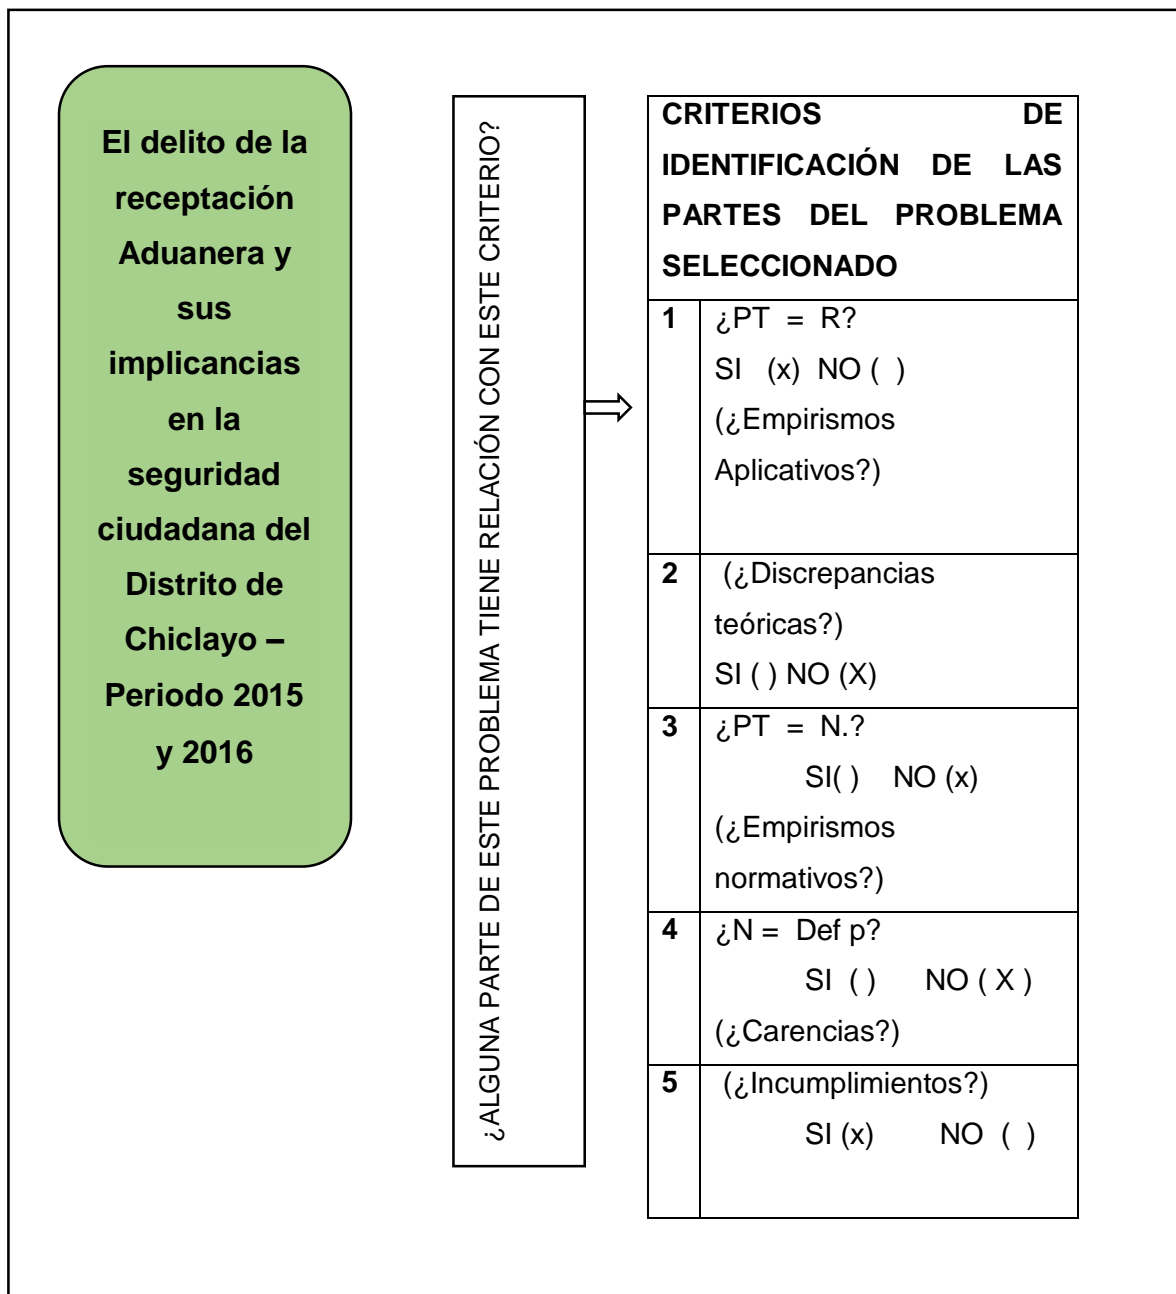 El delito de la
receptación
Aduanera y
sus
implicancias
en la
seguridad
ciudadana del
Distrito de
Chiclayo –
Periodo 2015
y 2016
¿ALGUNA PARTE DE ESTE PROBLEMA TIENE RELACIÓN CON ESTE CRITERIO?
CRITERIOS DE
IDENTIFICACIÓN DE LAS
PARTES DEL PROBLEMA
SELECCIONADO
1 ¿PT = R?
SI (x) NO ( )
(¿Empirismos
Aplicativos?)
2 (¿Discrepancias
teóricas?)
SI ( ) NO (X)
3 ¿PT = N.?
SI( ) NO (x)
(¿Empirismos
normativos?)
4 ¿N = Def p?
SI ( ) NO ( X )
(¿Carencias?)
5 (¿Incumplimientos?)
SI (x) NO ( )